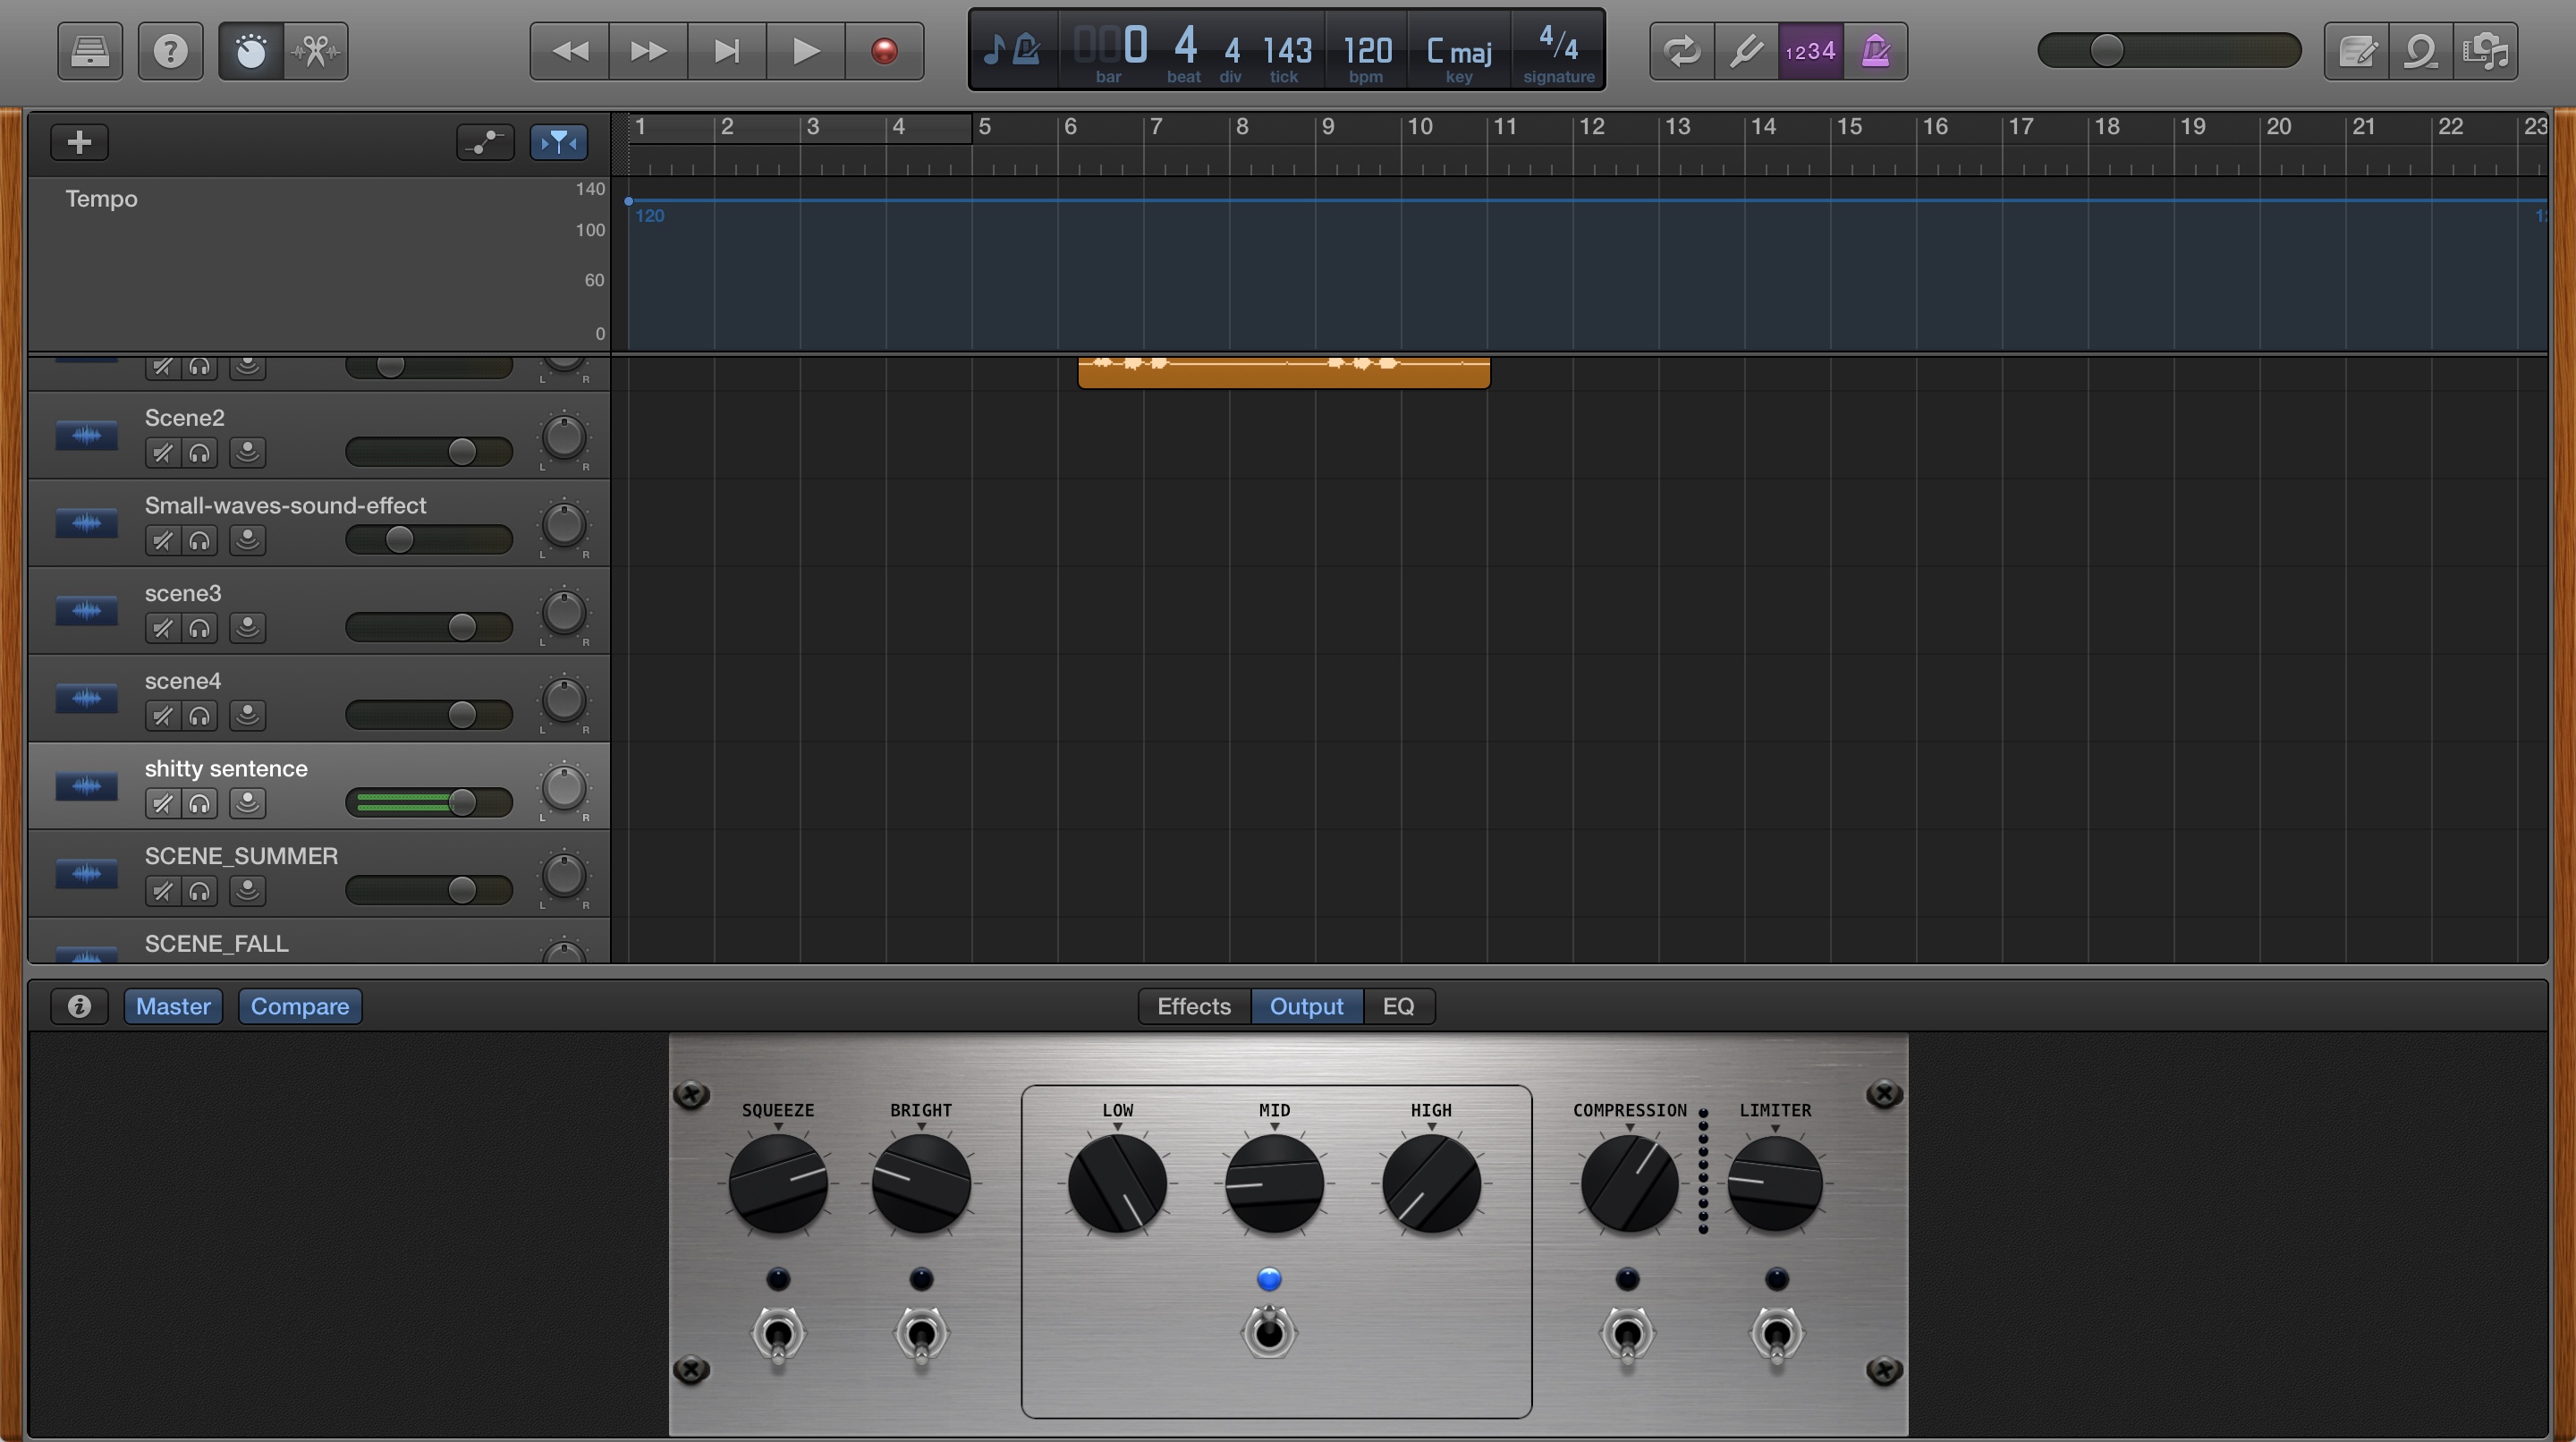 000 4 4 143 120 C maj 4/4
bar beat div tick bpm key signature
1234
1 2 3 4 5 6 7 8 9 10 11 12 13 14 15 16 17 18 19 20 21 22 23
Tempo
140
100
60
0
120
L R
Scene2
L R
Small-waves-sound-effect
L R
scene3
L R
scene4
L R
shitty sentence
L R
SCENE_SUMMER
L R
SCENE_FALL
Master Compare Effects Output EQ
SQUEEZE BRIGHT LOW MID HIGH COMPRESSION LIMITER